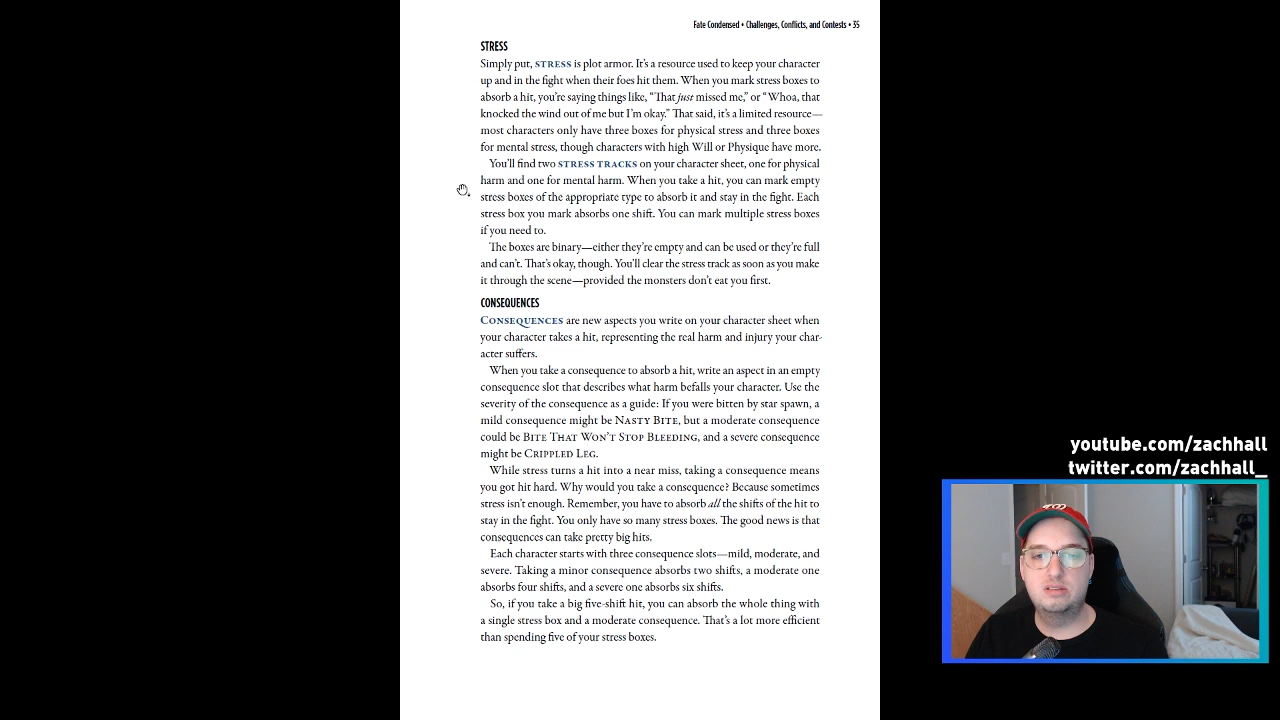 Fate Condensed • Challenges, Conflicts, and Contests • 35
STRESS
Simply put, STRESS is plot armor. It's a resource used to keep your character
up and in the fight when their foes hit them. When you mark stress boxes to
absorb a hit, you're saying things like, “That just missed me,” or “Whoa, that
knocked the wind out of me but I'm okay.” That said, it's a limited resource—
most characters only have three boxes for physical stress and three boxes
for mental stress, though characters with high Will or Physique have more.
You'll find two STRESS TRACKS on your character sheet, one for physical
harm and one for mental harm. When you take a hit, you can mark empty
stress boxes of the appropriate type to absorb it and stay in the fight. Each
stress box you mark absorbs one shift. You can mark multiple stress boxes
if you need to.
The boxes are binary—either they're empty and can be used or they're full
and can't. That's okay, though. You'll clear the stress track as soon as you make
it through the scene—provided the monsters don't eat you first.
CONSEQUENCES
CONSEQUENCES are new aspects you write on your character sheet when
your character takes a hit, representing the real harm and injury your char-
acter suffers.
When you take a consequence to absorb a hit, write an aspect in an empty
consequence slot that describes what harm befalls your character. Use the
severity of the consequence as a guide: If you were bitten by star spawn, a
mild consequence might be NASTY BITE, but a moderate consequence
could be BITE THAT WON'T STOP BLEEDING, and a severe consequence
might be CRIPPLED LEG.
While stress turns a hit into a near miss, taking a consequence means
you got hit hard. Why would you take a consequence? Because sometimes
stress isn't enough. Remember, you have to absorb all the shifts of the hit to
stay in the fight. You only have so many stress boxes. The good news is that
consequences can take pretty big hits.
Each character starts with three consequence slots—mild, moderate, and
severe. Taking a minor consequence absorbs two shifts, a moderate one
absorbs four shifts, and a severe one absorbs six shifts.
So, if you take a big five-shift hit, you can absorb the whole thing with
a single stress box and a moderate consequence. That's a lot more efficient
than spending five of your stress boxes.
youtube.com/zachhall
twitter.com/zachhall_